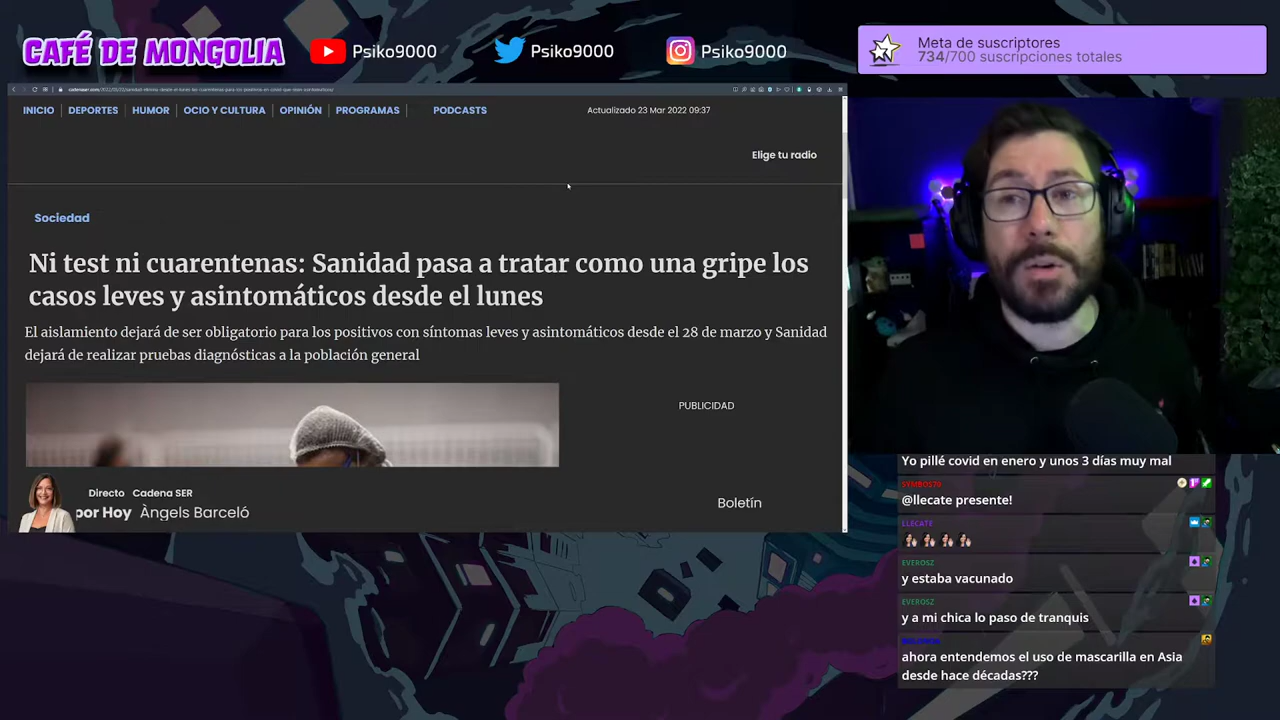 CAFÉ DE MONGOLIA
Psiko9000
Psiko9000
Psiko9000
Meta de suscriptores
734/700 suscripciones totales
INICIO
DEPORTES
HUMOR
OCIO Y CULTURA
OPINIÓN
PROGRAMAS
PODCASTS
Actualizado 23 Mar 2022 09:37
Elige tu radio
Sociedad
Ni test ni cuarentenas: Sanidad pasa a tratar como una gripe los
casos leves y asintomáticos desde el lunes
El aislamiento dejará de ser obligatorio para los positivos con síntomas leves y asintomáticos desde el 28 de marzo y Sanidad
dejará de realizar pruebas diagnósticas a la población general
PUBLICIDAD
Directo Cadena SER
por Hoy Àngels Barceló
Boletín
Yo pillé covid en enero y unos 3 días muy mal
SYMBOS70
@llecate presente!
LLECATE
EVEROSZ
y estaba vacunado
EVEROSZ
y a mi chica lo paso de tranquis
ahora entendemos el uso de mascarilla en Asia
desde hace décadas???